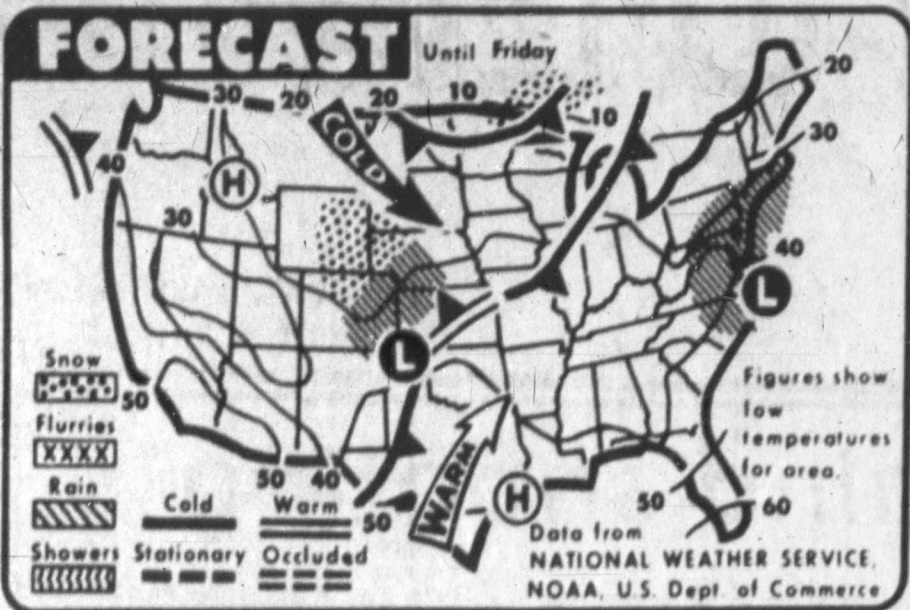 FORECAST
Until Friday
30 20 20 10
20
10
30
40
COLD
H
30
40
L
L
Snow
50
Figures show
low
temperatures
for area.
Flurries
XXXX
50 40
WARM
H
Rain
50
50
60
Cold Warm
Data from
Showers Stationary Occluded
NATIONAL WEATHER SERVICE,
NOAA, U.S. Dept. of Commerce